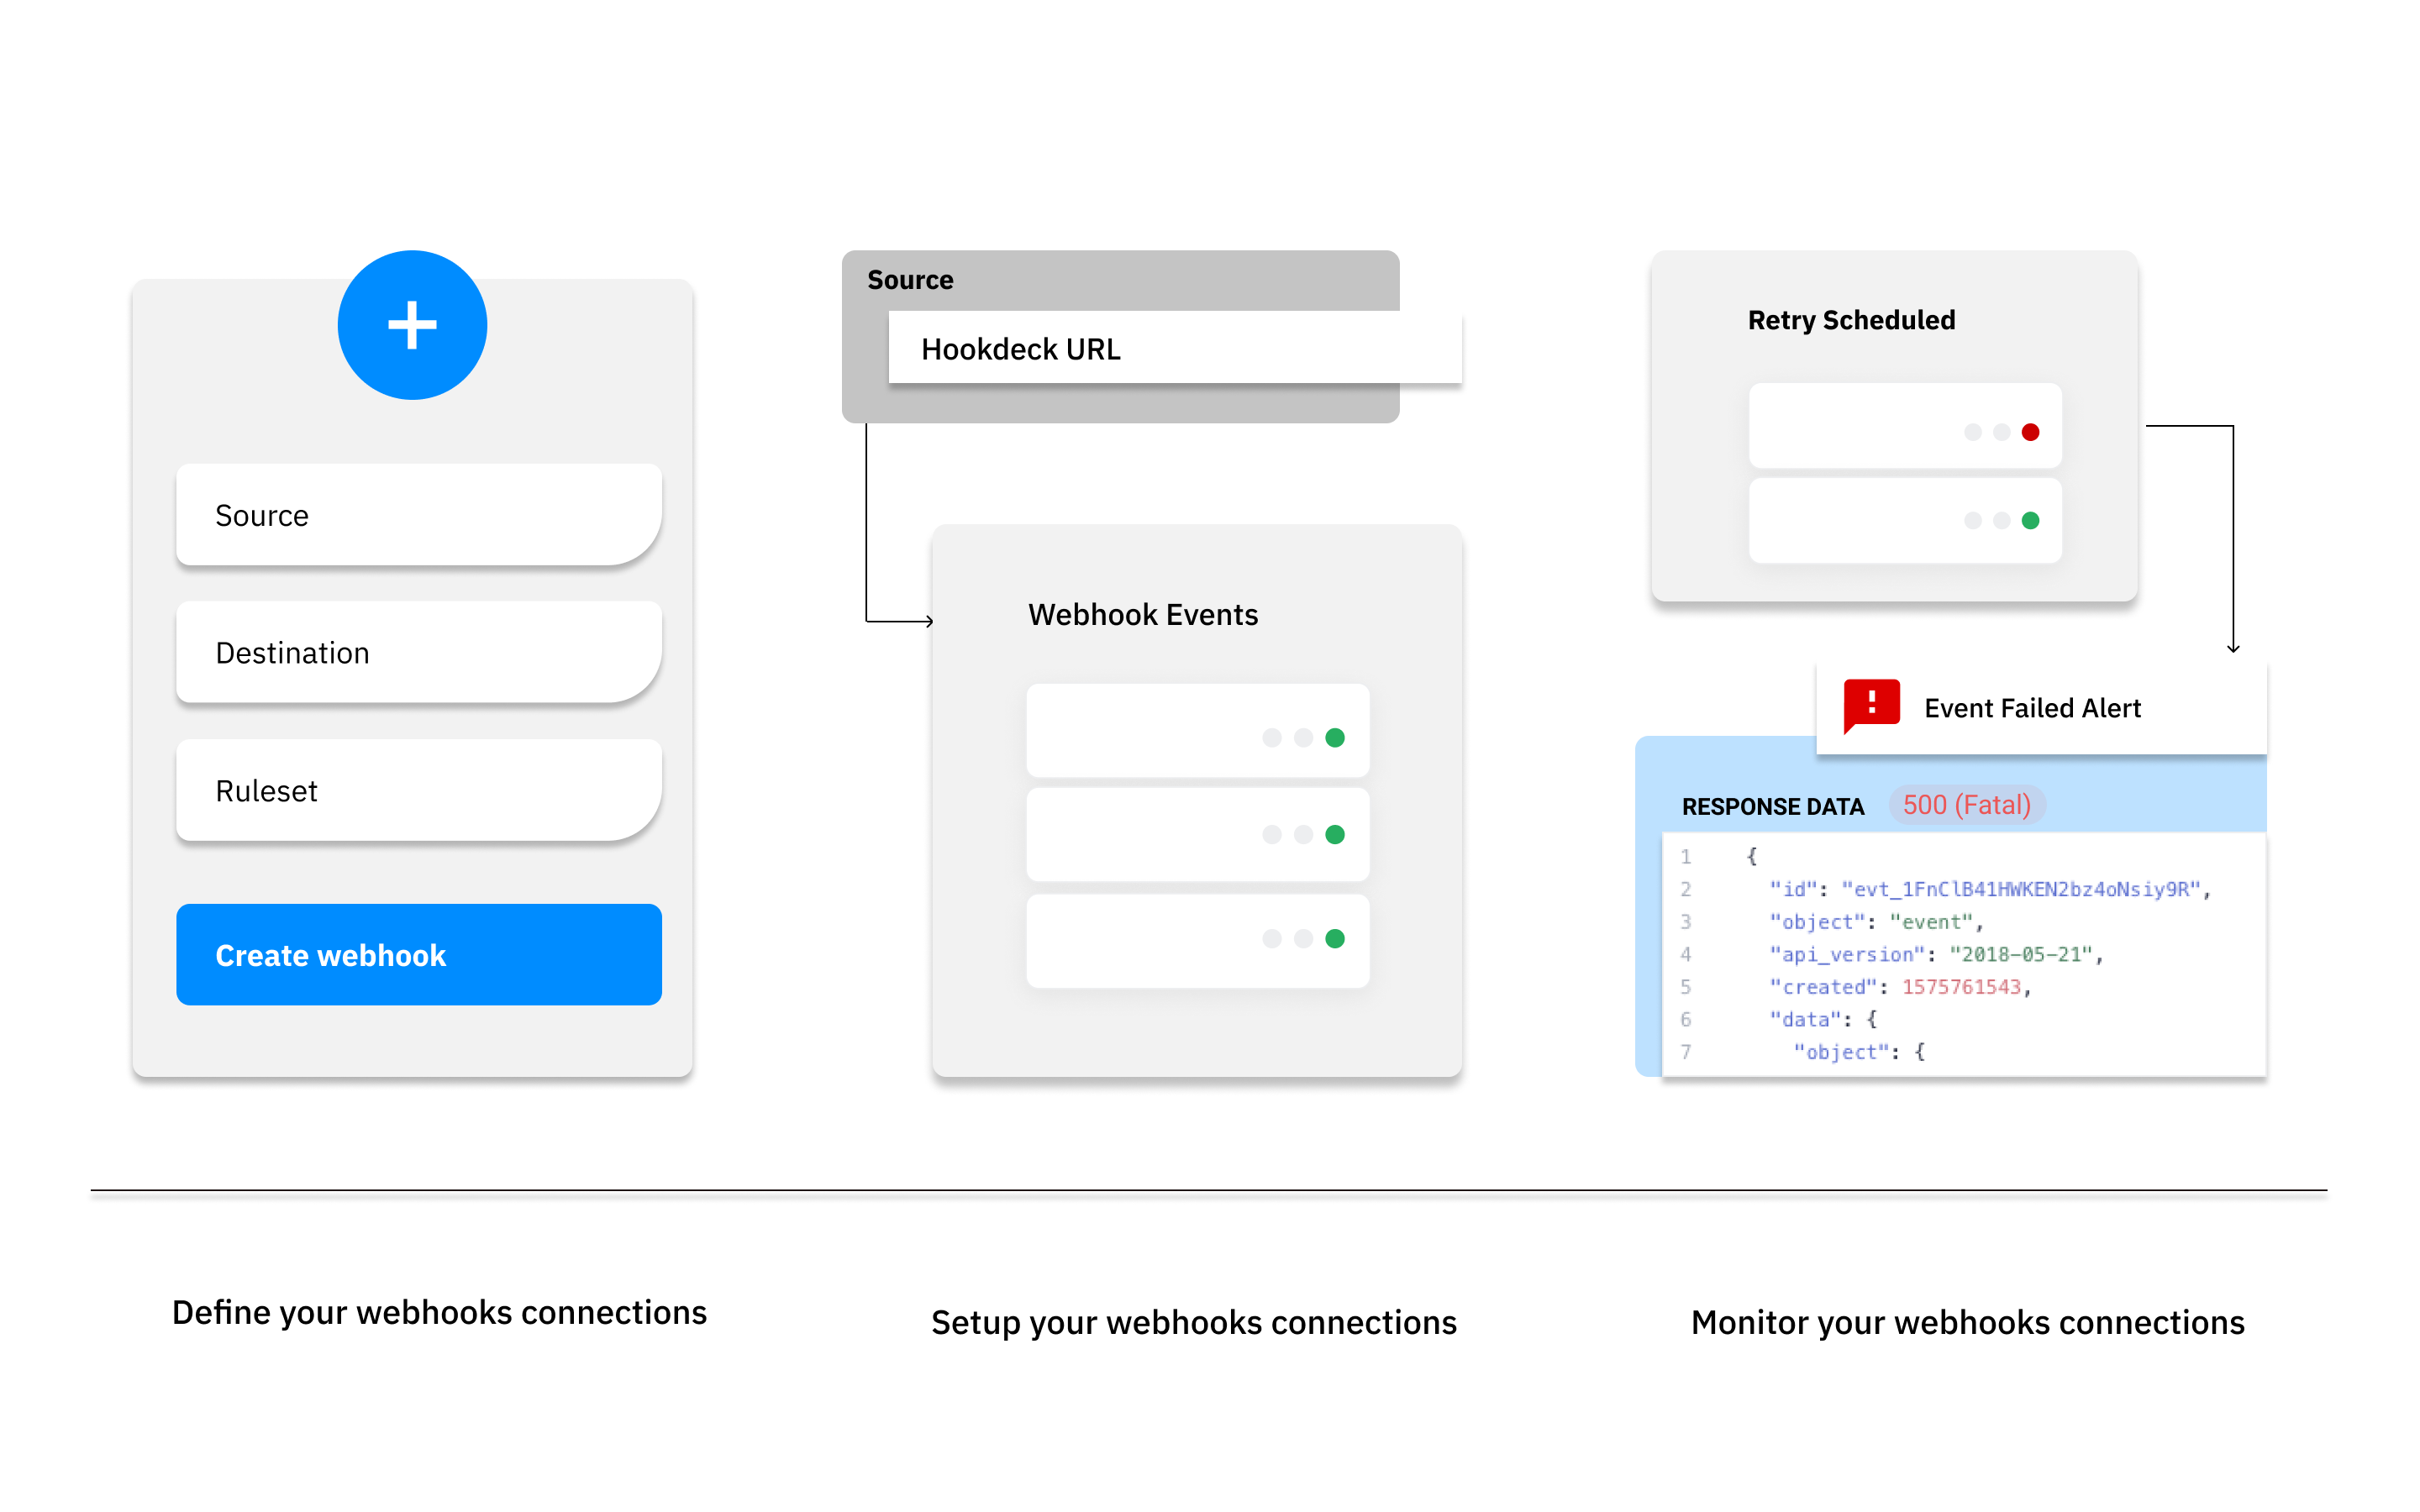 +
Source
Destination
Ruleset
Create webhook
Define your webhooks connections
Source
Hookdeck URL
Webhook Events
Setup your webhooks connections
Retry Scheduled
Event Failed Alert
RESPONSE DATA 500 (Fatal)
1 {
2 "id": "evt_1FnClB41HWKEN2bz4oNsiy9R",
3 "object": "event",
4 "api_version": "2018-05-21",
5 "created": 1575761543,
6 "data": {
7 "object": {
Monitor your webhooks connections